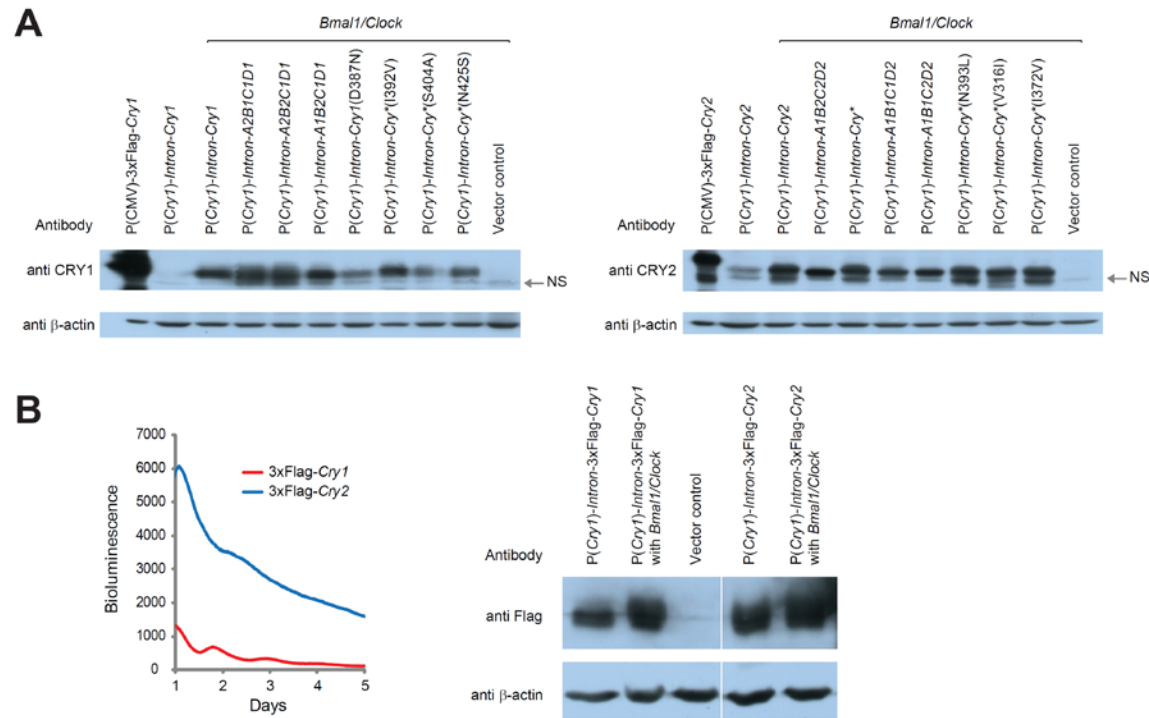 A
Bmal1/Clock
P(CMV)-3xFlag-Cry1
P(Cry1)-Intron-Cry1
P(Cry1)-Intron-Cry1
P(Cry1)-Intron-A2B1C1D1
P(Cry1)-Intron-A2B2C1D1
P(Cry1)-Intron-A1B2C1D1
P(Cry1)-Intron-Cry1(D387N)
P(Cry1)-Intron-Cry*(I392V)
P(Cry1)-Intron-Cry*(S404A)
P(Cry1)-Intron-Cry*(N425S)
Vector control
Antibody
anti CRY1
NS
anti β-actin
Bmal1/Clock
P(CMV)-3xFlag-Cry2
P(Cry1)-Intron-Cry2
P(Cry1)-Intron-Cry2
P(Cry1)-Intron-A1B2C2D2
P(Cry1)-Intron-Cry*
P(Cry1)-Intron-A1B1C1D2
P(Cry1)-Intron-A1B1C2D2
P(Cry1)-Intron-Cry*(N393L)
P(Cry1)-Intron-Cry*(V316I)
P(Cry1)-Intron-Cry*(I372V)
Vector control
Antibody
anti CRY2
NS
anti β-actin
B
Bioluminescence
7000
6000
5000
4000
3000
2000
1000
0
3xFlag-Cry1
3xFlag-Cry2
1 2 3 4 5
Days
P(Cry1)-Intron-3xFlag-Cry1
P(Cry1)-Intron-3xFlag-Cry1
with Bmal1/Clock
Vector control
P(Cry1)-Intron-3xFlag-Cry2
P(Cry1)-Intron-3xFlag-Cry2
with Bmal1/Clock
Antibody
anti Flag
anti β-actin